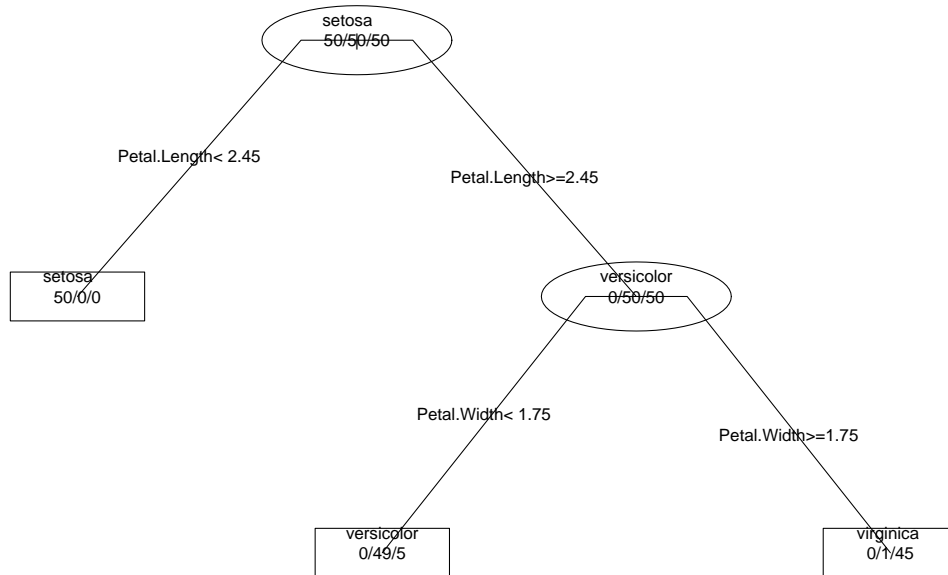 setosa
50/50/50
Petal.Length< 2.45
Petal.Length>=2.45
setosa
50/0/0
versicolor
0/50/50
Petal.Width< 1.75
Petal.Width>=1.75
versicolor
0/49/5
virginica
0/1/45